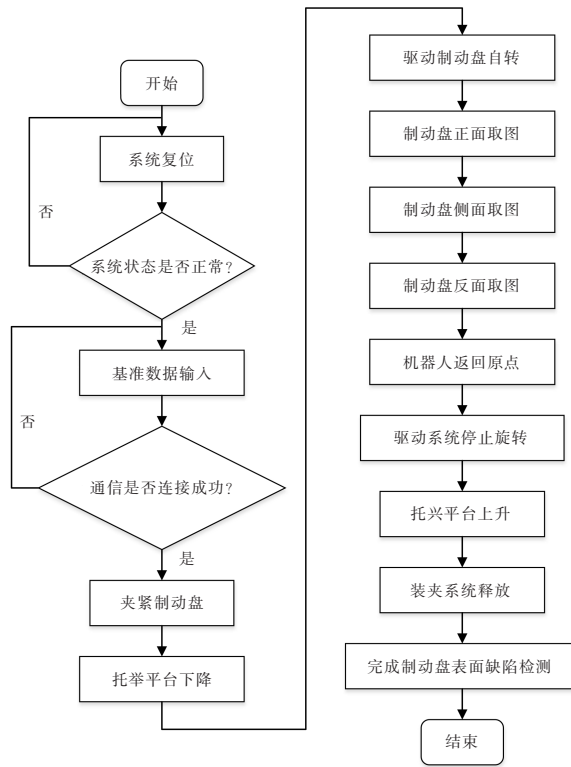 开始
系统复位
否
系统状态是否正常?
是
基准数据输入
否
通信是否连接成功?
是
夹紧制动盘
托举平台下降
驱动制动盘自转
制动盘正面取图
制动盘侧面取图
制动盘反面取图
机器人返回原点
驱动系统停止旋转
托兴平台上升
装夹系统释放
完成制动盘表面缺陷检测
结束